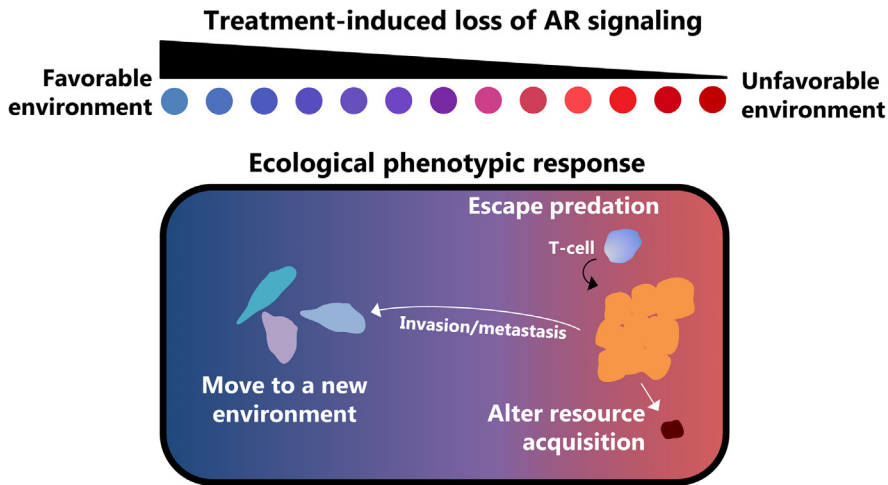 Treatment-induced loss of AR signaling
Favorable
environment
Unfavorable
environment
Ecological phenotypic response
Escape predation
T-cell
Invasion/metastasis
Move to a new
environment
Alter resource
acquisition